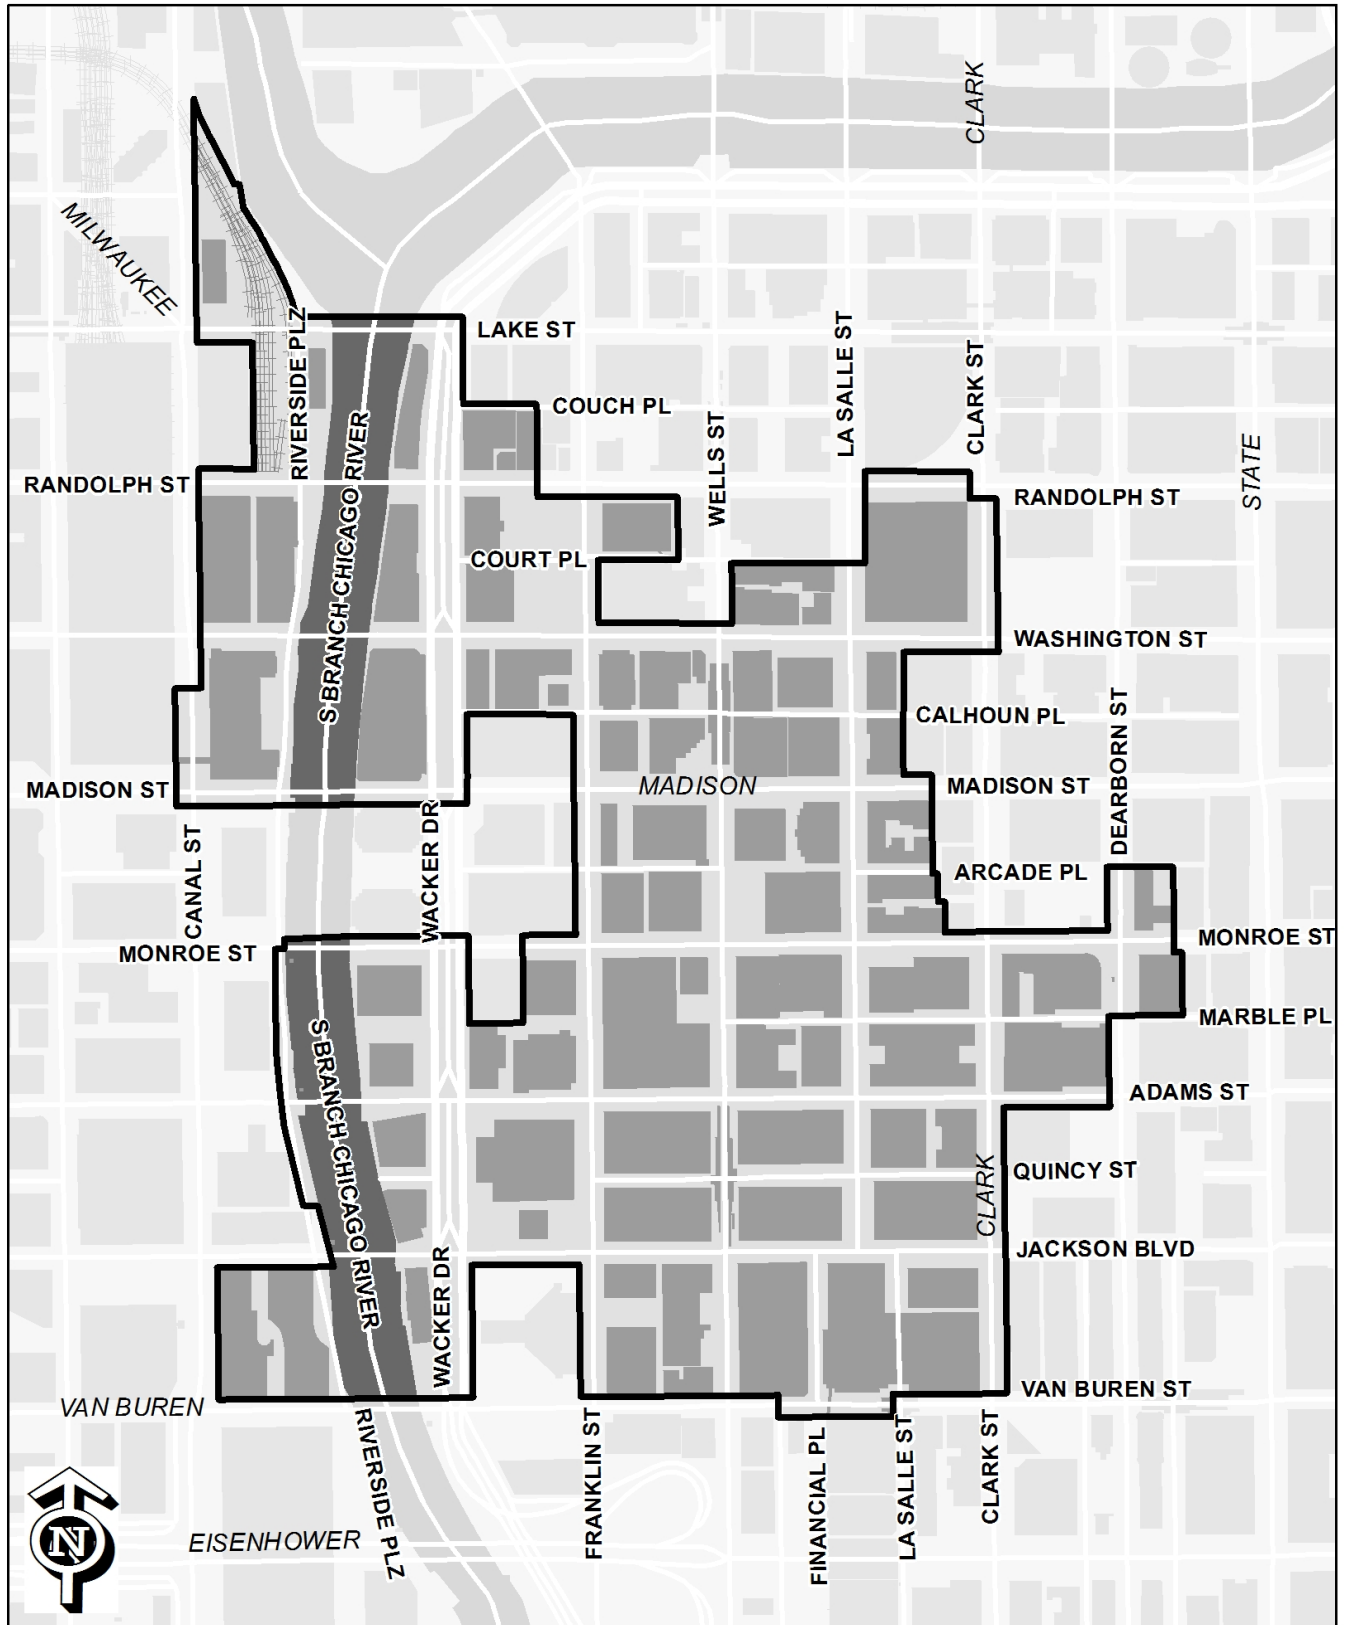 CLARK
MILWAUKEE
RIVERSIDE PLZ
LAKE ST
LA SALLE ST
CLARK ST
COUCH PL
WELLS ST
S BRANCH CHICAGO RIVER
STATE
RANDOLPH ST
RANDOLPH ST
COURT PL
WASHINGTON ST
CALHOUN PL
DEARBORN ST
MADISON ST
MADISON
MADISON ST
CANAL ST
WACKER DR
ARCADE PL
MONROE ST
MONROE ST
MARBLE PL
S BRANCH CHICAGO RIVER
ADAMS ST
CLARK
QUINCY ST
JACKSON BLVD
WACKER DR
VAN BUREN
VAN BUREN ST
RIVERSIDE PLZ
FRANKLIN ST
FINANCIAL PL
LA SALLE ST
CLARK ST
N
EISENHOWER